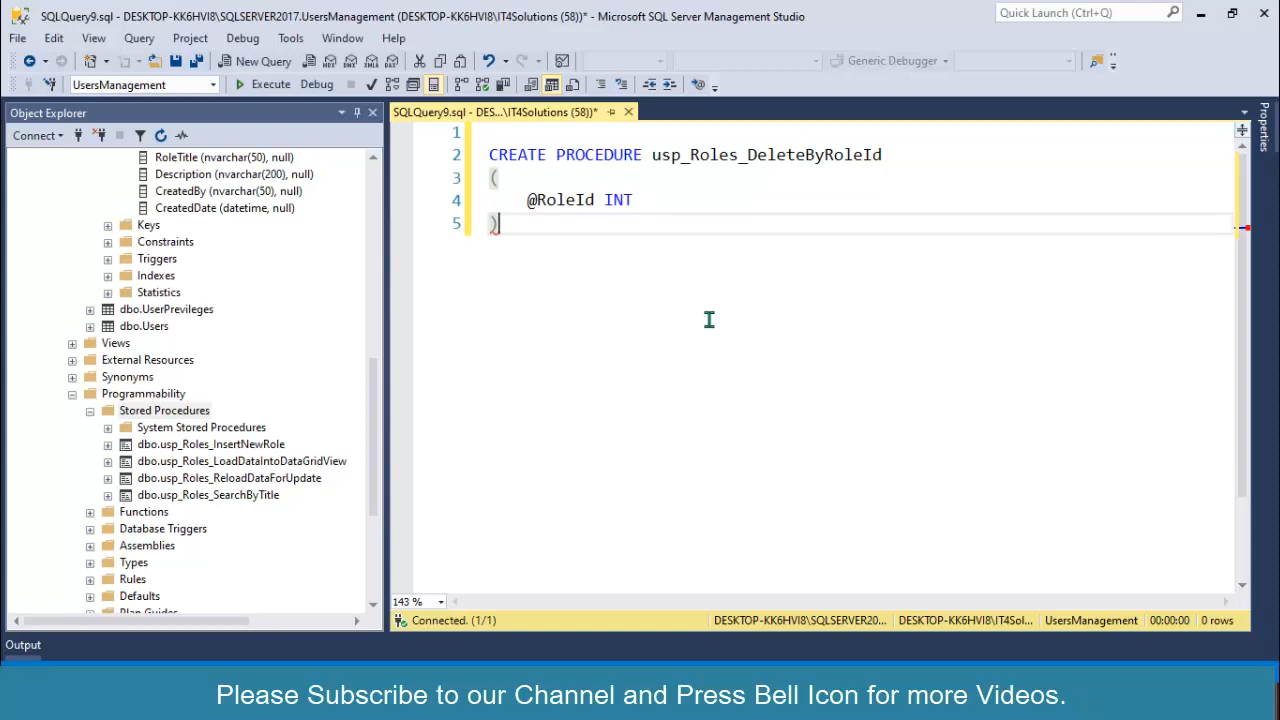 SQLQuery9.sql - DESKTOP-KK6HVI8\SQLSERVER2017.UsersManagement (DESKTOP-KK6HVI8\IT4Solutions (58))* - Microsoft SQL Server Management Studio
Quick Launch (Ctrl+Q)
File Edit View Query Project Debug Tools Window Help
New Query
Generic Debugger
UsersManagement
Execute Debug
Object Explorer
SQLQuery9.sql - DES...\IT4Solutions (58))*
Properties
Connect
RoleTitle (nvarchar(50), null)
Description (nvarchar(200), null)
CreatedBy (nvarchar(50), null)
CreatedDate (datetime, null)
Keys
Constraints
Triggers
Indexes
Statistics
dbo.UserPrevileges
dbo.Users
Views
External Resources
Synonyms
Programmability
Stored Procedures
System Stored Procedures
dbo.usp_Roles_InsertNewRole
dbo.usp_Roles_LoadDataIntoDataGridView
dbo.usp_Roles_ReloadDataForUpdate
dbo.usp_Roles_SearchByTitle
Functions
Database Triggers
Assemblies
Types
Rules
Defaults
Plan Guides
1
2 CREATE PROCEDURE usp_Roles_DeleteByRoleId
3 (
4 @RoleId INT
5 )
143 %
Connected. (1/1)
DESKTOP-KK6HVI8\SQLSERVER20...
DESKTOP-KK6HVI8\IT4Sol...
UsersManagement
00:00:00
0 rows
Output
Please Subscribe to our Channel and Press Bell Icon for more Videos.